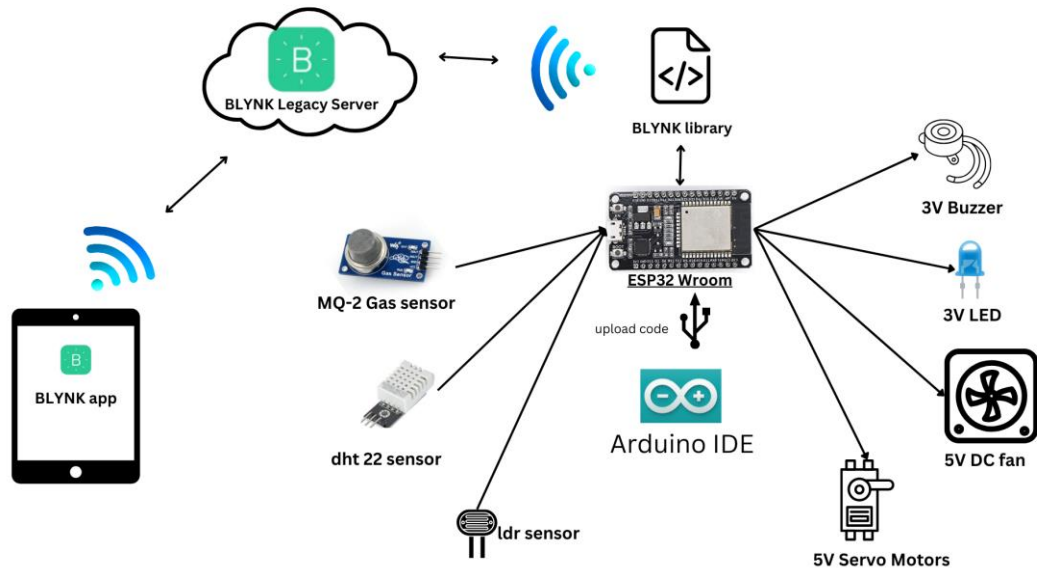 B
BLYNK Legacy Server
BLYNK library
3V Buzzer
MQ-2 Gas sensor
ESP32 Wroom
upload code
3V LED
B
BLYNK app
dht 22 sensor
Arduino IDE
5V DC fan
ldr sensor
5V Servo Motors